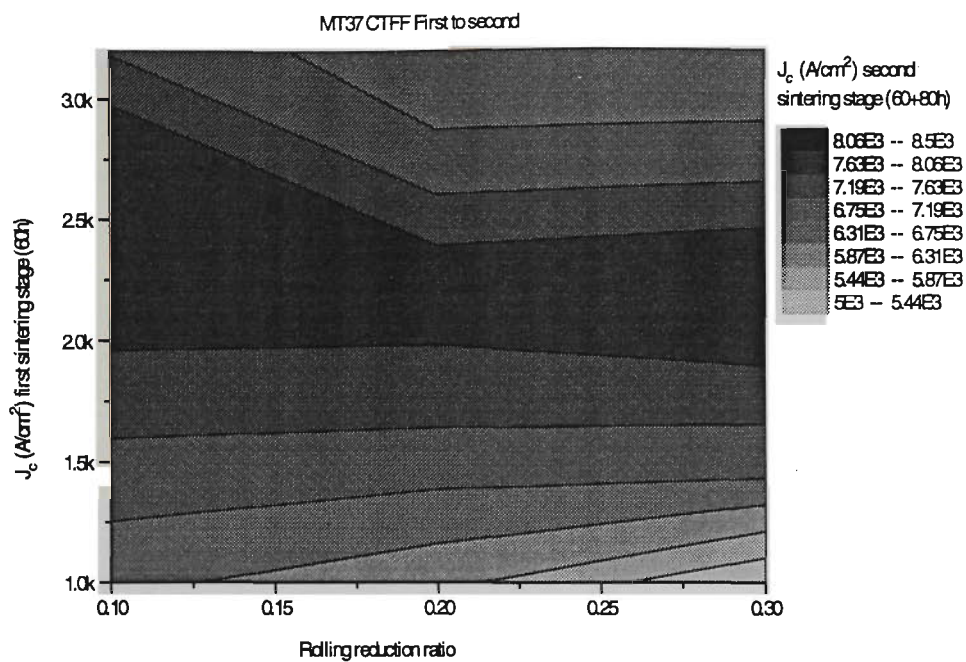 MT37 CTFF First to second
J_c (A/cm²) second
sintering stage (60+80h)
8.06E3 -- 8.5E3
7.63E3 -- 8.06E3
7.19E3 -- 7.63E3
6.75E3 -- 7.19E3
6.31E3 -- 6.75E3
5.87E3 -- 6.31E3
5.44E3 -- 5.87E3
5E3 -- 5.44E3
J_c (A/cm²) first sintering stage (60h)
3.0k
2.5k
2.0k
1.5k
1.0k
0.10 0.15 0.20 0.25 0.30
Rolling reduction ratio